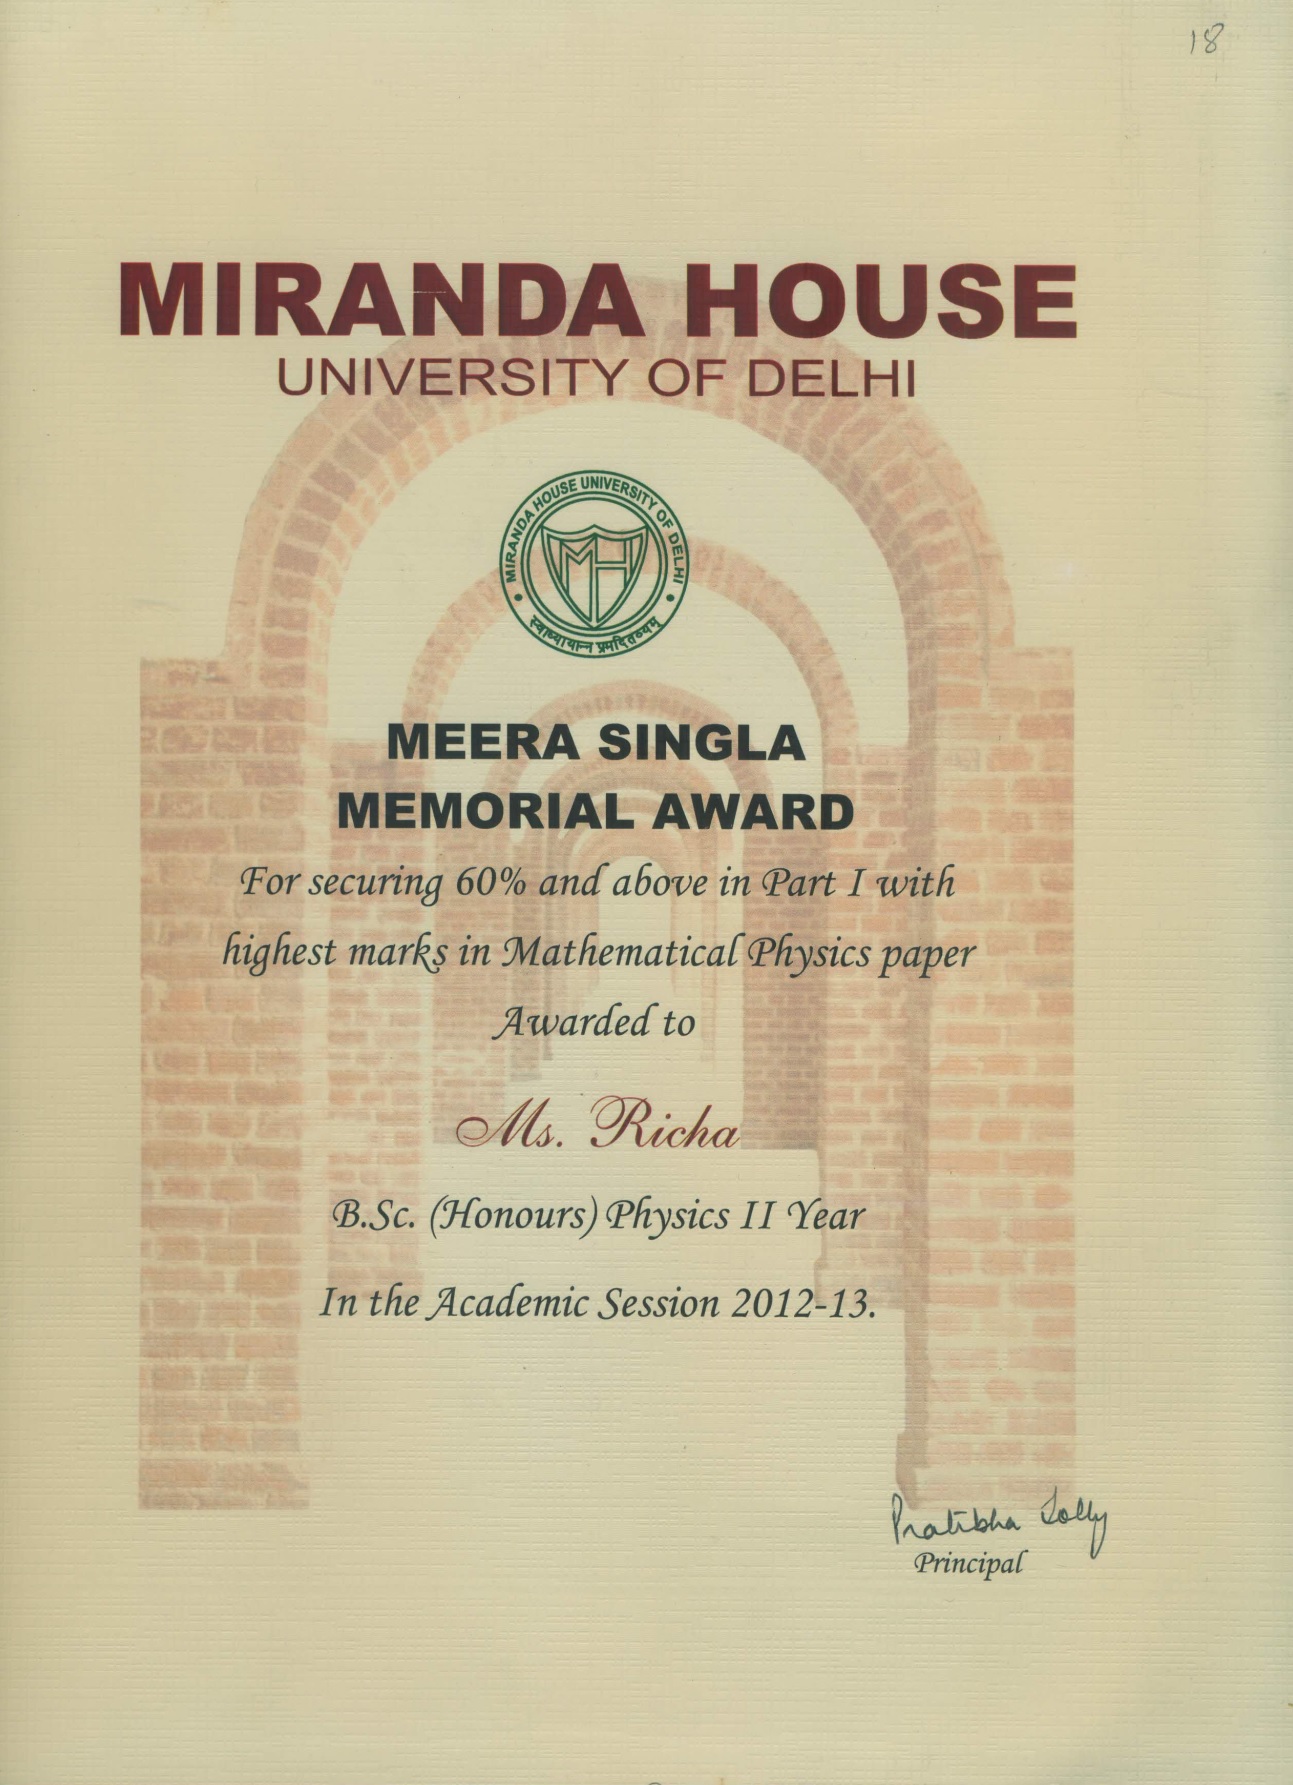 18
MIRANDA HOUSE
UNIVERSITY OF DELHI
MIRANDA HOUSE UNIVERSITY OF DELHI
MH
स्वाध्यायान्न प्रमदितव्यम्
MEERA SINGLA
MEMORIAL AWARD
For securing 60% and above in Part I with
highest marks in Mathematical Physics paper
Awarded to
Ms. Richa
B.Sc. (Honours) Physics II Year
In the Academic Session 2012-13.
Pratibha Jolly
Principal